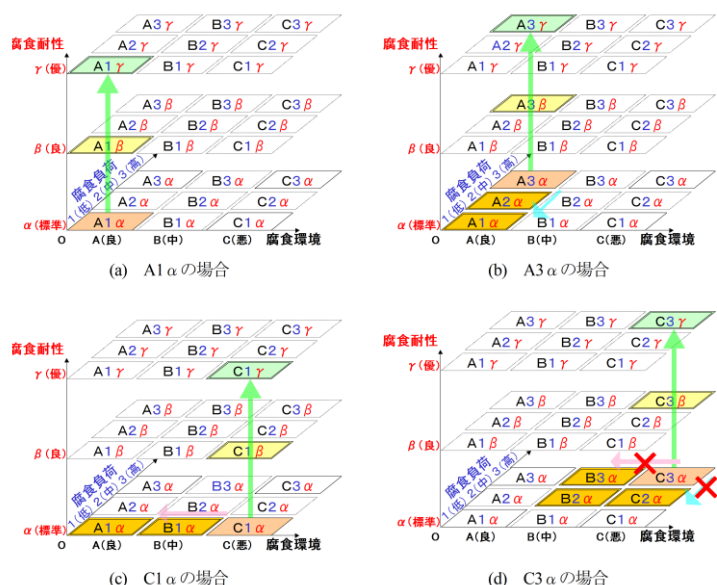 腐食耐性
A3γ B3γ C3γ
A2γ B2γ C2γ
γ(優) A1γ B1γ C1γ
A3β B3β C3β
A2β B2β C2β
β(良) A1β B1β C1β
腐食負荷
1(低) 2(中) 3(高)
A3α B3α C3α
A2α B2α C2α
α(標準) A1α B1α C1α
0 A(良) B(中) C(悪) 腐食環境
(a) A1αの場合
腐食耐性
A3γ B3γ C3γ
A2γ B2γ C2γ
γ(優) A1γ B1γ C1γ
A3β B3β C3β
A2β B2β C2β
β(良) A1β B1β C1β
腐食負荷
1(低) 2(中) 3(高)
A3α B3α C3α
A2α B2α C2α
α(標準) A1α B1α C1α
0 A(良) B(中) C(悪) 腐食環境
(b) A3αの場合
腐食耐性
A3γ B3γ C3γ
A2γ B2γ C2γ
γ(優) A1γ B1γ C1γ
A3β B3β C3β
A2β B2β C2β
β(良) A1β B1β C1β
腐食負荷
1(低) 2(中) 3(高)
A3α B3α C3α
A2α B2α C2α
α(標準) A1α B1α C1α
0 A(良) B(中) C(悪) 腐食環境
(c) C1αの場合
腐食耐性
A3γ B3γ C3γ
A2γ B2γ C2γ
γ(優) A1γ B1γ C1γ
A3β B3β C3β
A2β B2β C2β
β(良) A1β B1β C1β
腐食負荷
1(低) 2(中) 3(高)
A3α B3α C3α
A2α B2α C2α
α(標準) A1α B1α C1α
0 A(良) B(中) C(悪) 腐食環境
(d) C3αの場合